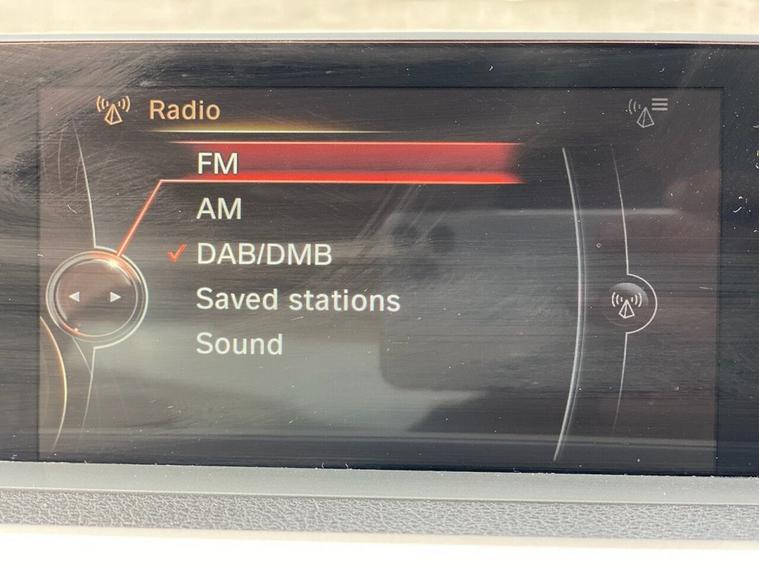 Radio
FM
AM
DAB/DMB
Saved stations
Sound